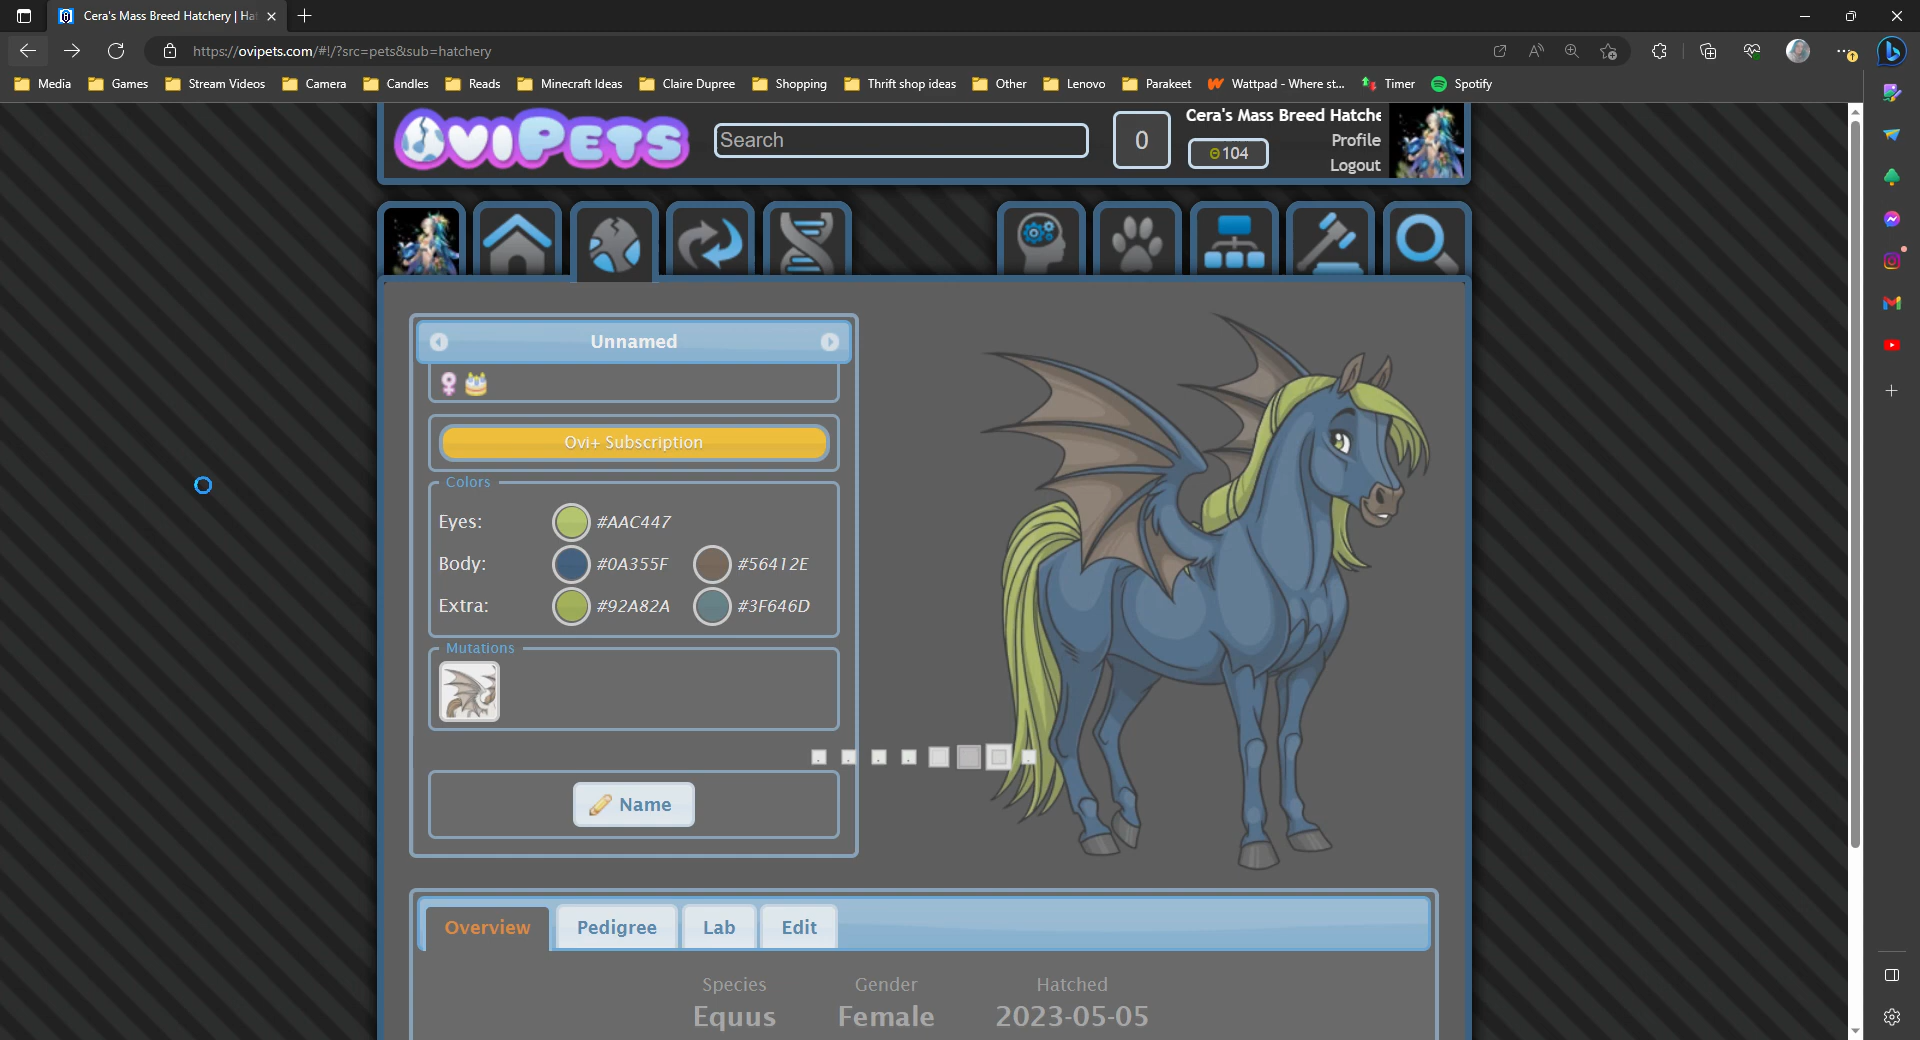 Cera's Mass Breed Hatchery | Ha
https://ovipets.com/#!/?src=pets&sub=hatchery
Media
Games
Stream Videos
Camera
Candles
Reads
Minecraft Ideas
Claire Dupree
Shopping
Thrift shop ideas
Other
Lenovo
Parakeet
Wattpad - Where st...
Timer
Spotify
OviPets
Search
0
Cera's Mass Breed Hatche
104
Profile
Logout
Unnamed
Ovi+ Subscription
Colors
Eyes: #AAC447
Body: #0A355F #56412E
Extra: #92A82A #3F646D
Mutations
Name
Overview
Pedigree
Lab
Edit
Species
Equus
Gender
Female
Hatched
2023-05-05